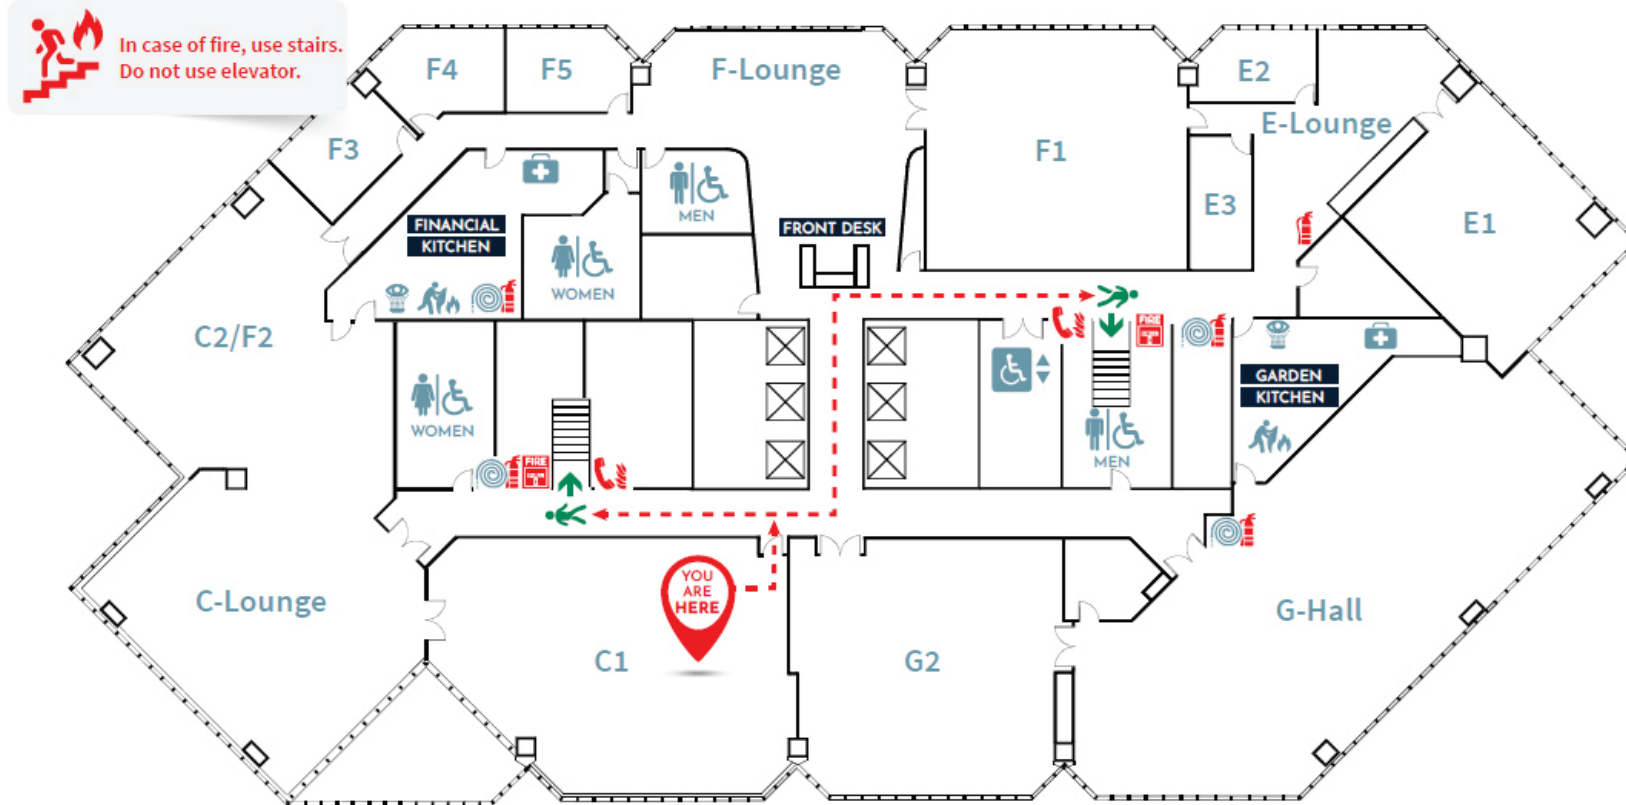 In case of fire, use stairs.
Do not use elevator.
F4
F5
F-Lounge
E2
E-Lounge
F3
F1
MEN
E3
E1
FINANCIAL
KITCHEN
FRONT DESK
WOMEN
C2/F2
FIRE
GARDEN
KITCHEN
WOMEN
MEN
FIRE
YOU
ARE
HERE
C-Lounge
G-Hall
C1
G2